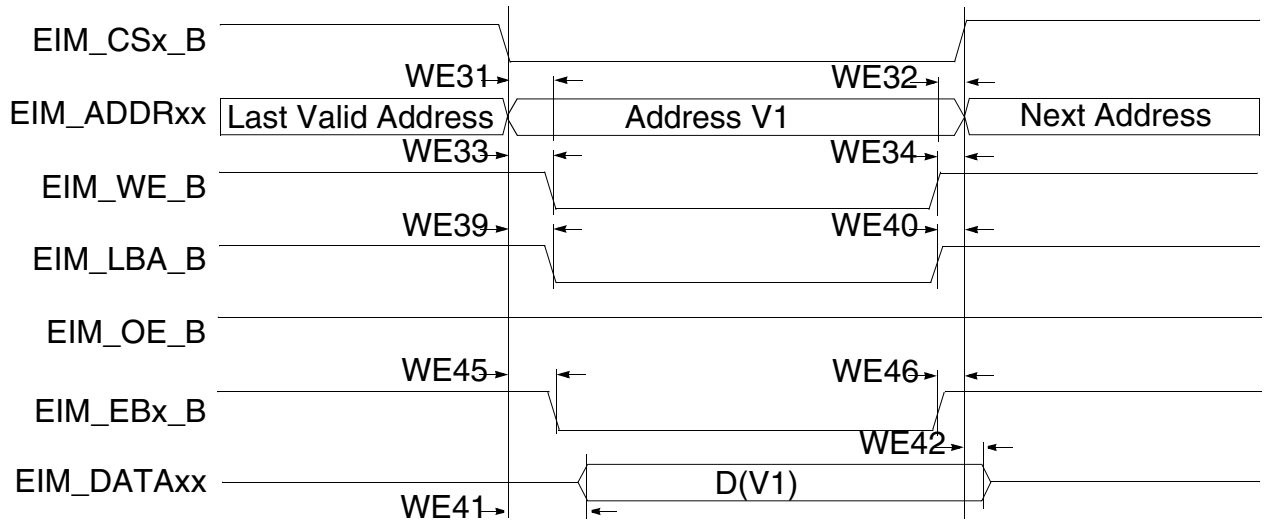 EIM_CSx_B
WE31
WE32
EIM_ADDRxx
Last Valid Address
Address V1
Next Address
WE33
WE34
EIM_WE_B
WE39
WE40
EIM_LBA_B
EIM_OE_B
WE45
WE46
EIM_EBx_B
WE42
EIM_DATAxx
D(V1)
WE41